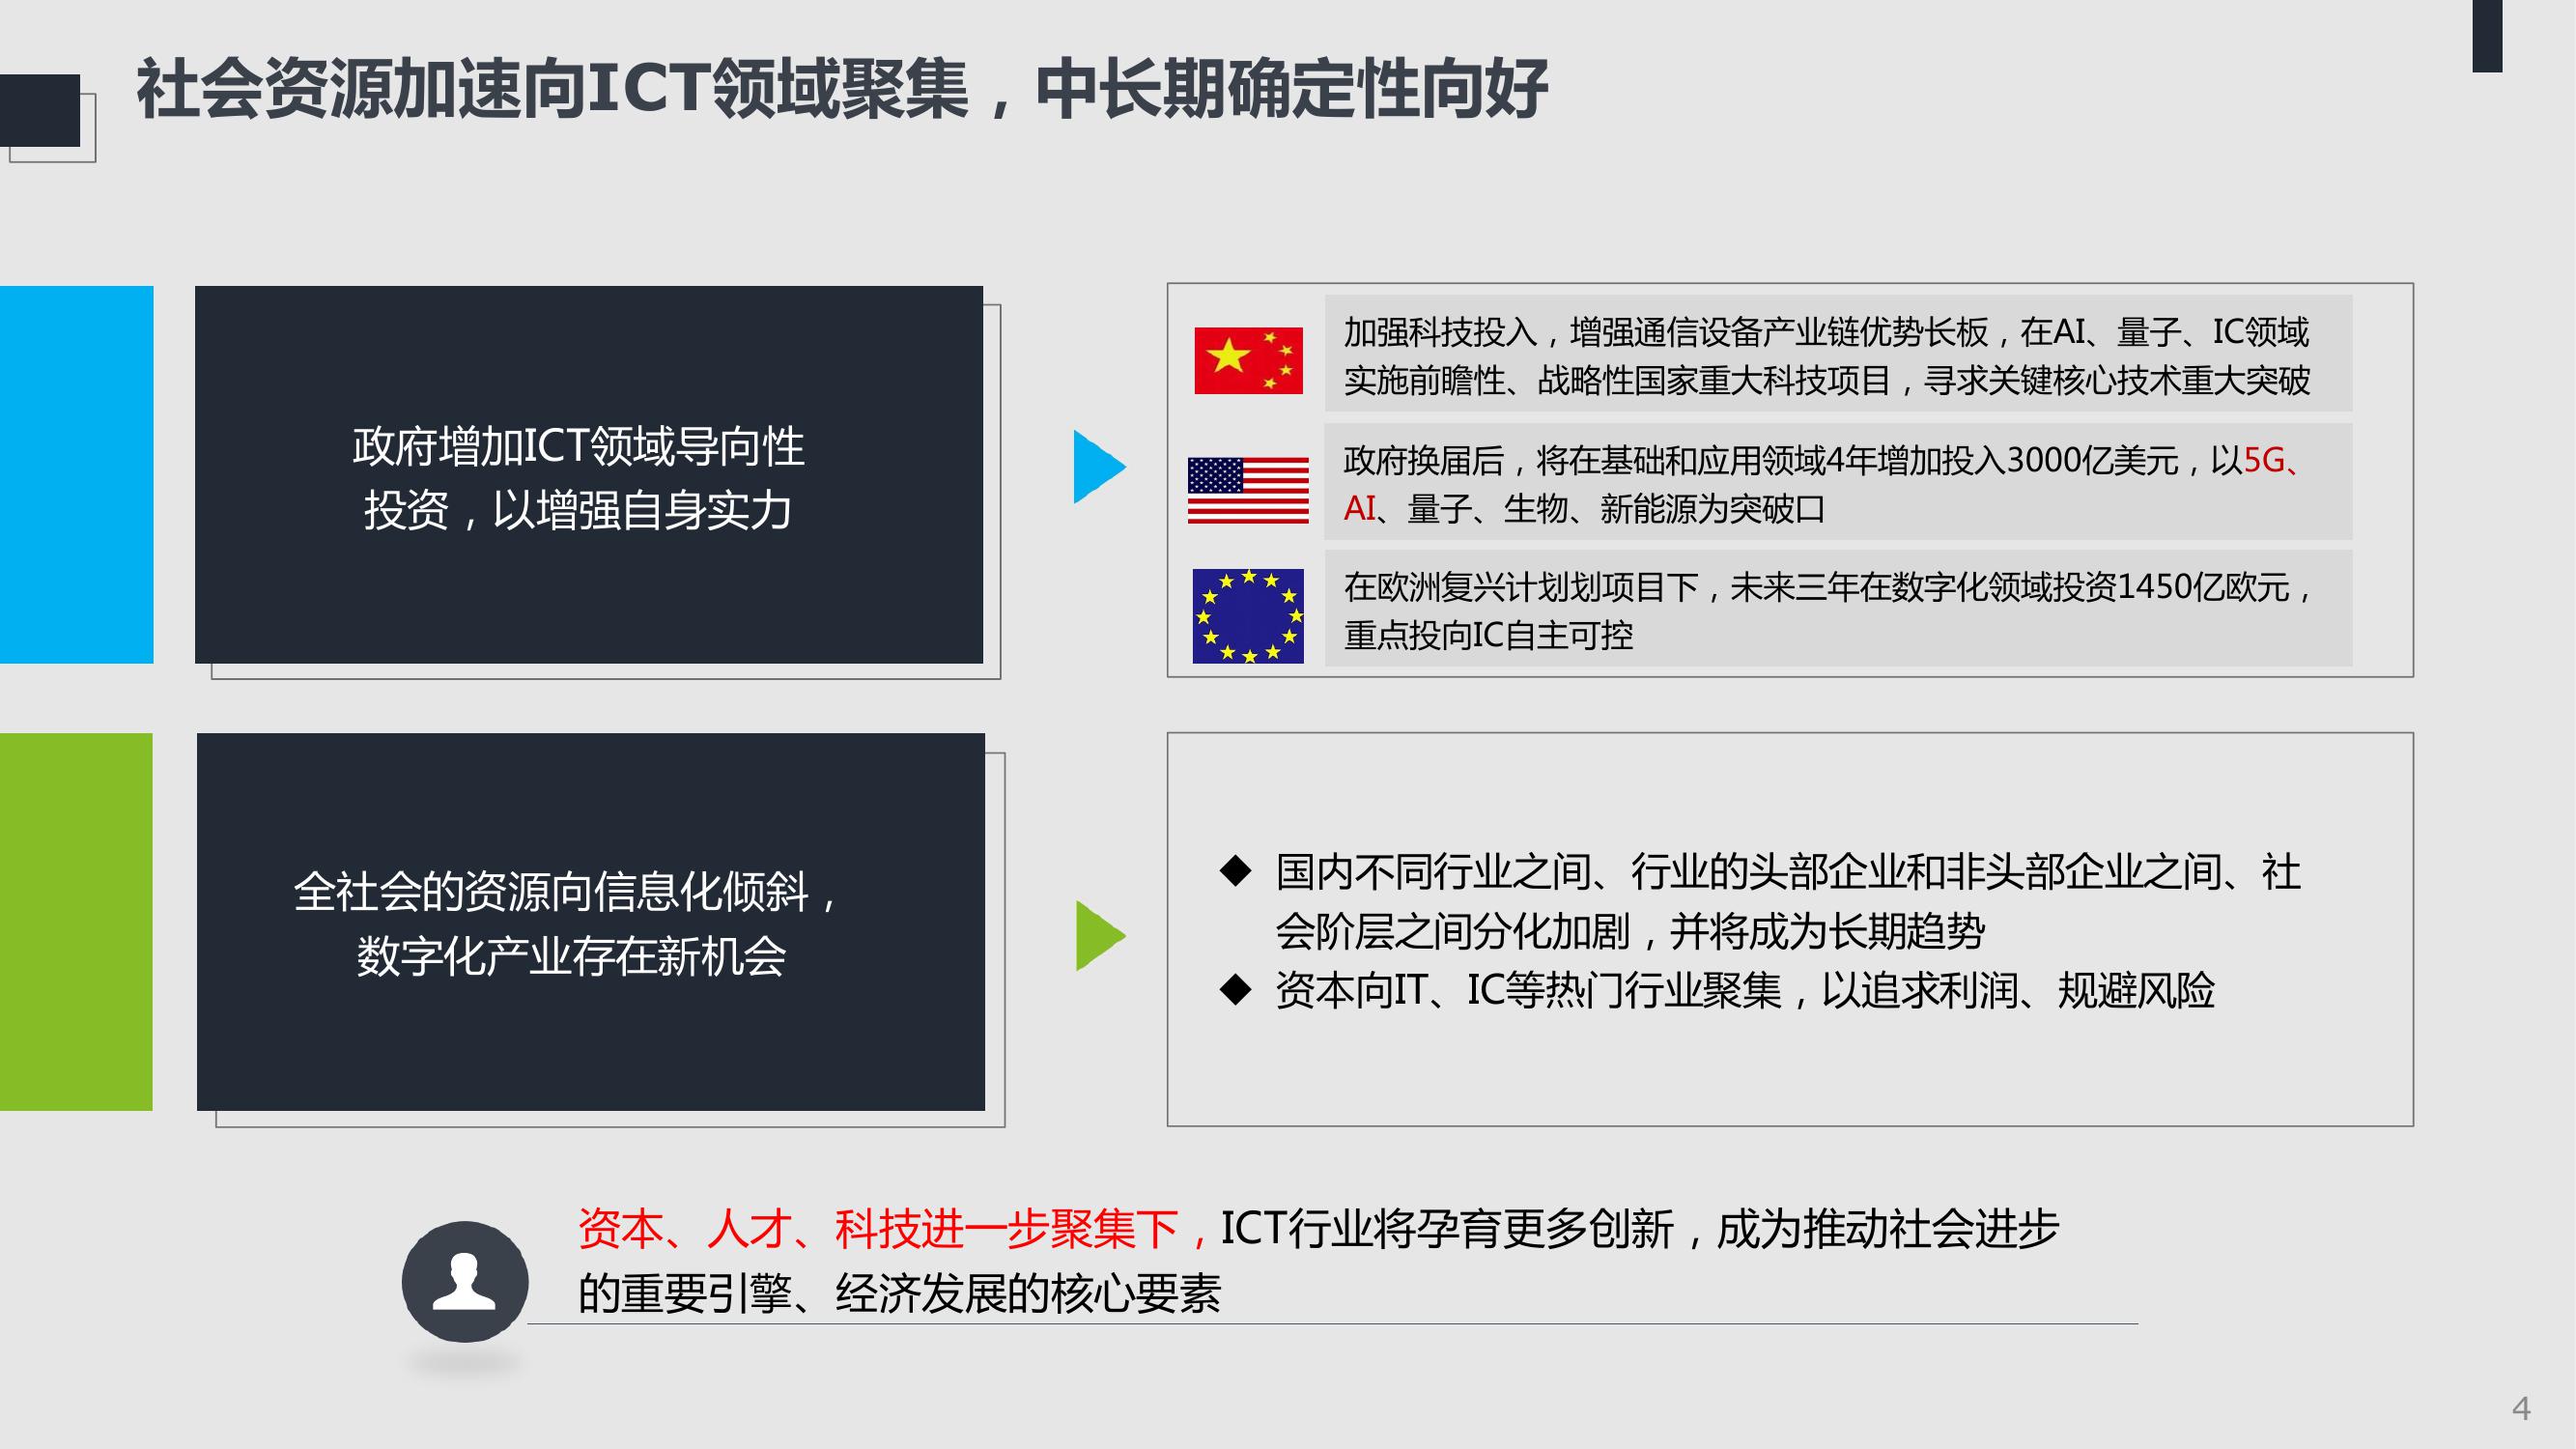 社会资源加速向ICT领域聚集，中长期确定性向好
政府增加ICT领域导向性
投资，以增强自身实力
加强科技投入，增强通信设备产业链优势长板，在AI、量子、IC领域
实施前瞻性、战略性国家重大科技项目，寻求关键核心技术重大突破
政府换届后，将在基础和应用领域4年增加投入3000亿美元，以5G、
AI、量子、生物、新能源为突破口
在欧洲复兴计划划项目下，未来三年在数字化领域投资1450亿欧元，
重点投向IC自主可控
全社会的资源向信息化倾斜，
数字化产业存在新机会
◆ 国内不同行业之间、行业的头部企业和非头部企业之间、社
会阶层之间分化加剧，并将成为长期趋势
◆ 资本向IT、IC等热门行业聚集，以追求利润、规避风险
资本、人才、科技进一步聚集下，ICT行业将孕育更多创新，成为推动社会进步
的重要引擎、经济发展的核心要素
4